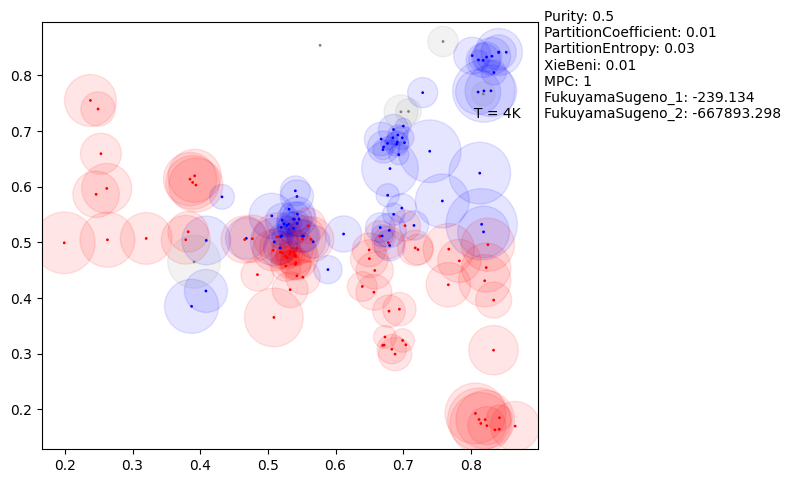 Purity: 0.5
PartitionCoefficient: 0.01
PartitionEntropy: 0.03
XieBeni: 0.01
MPC: 1
FukuyamaSugeno_1: -239.134
FukuyamaSugeno_2: -667893.298
T = 4K
0.8
0.7
0.6
0.5
0.4
0.3
0.2
0.2 0.3 0.4 0.5 0.6 0.7 0.8